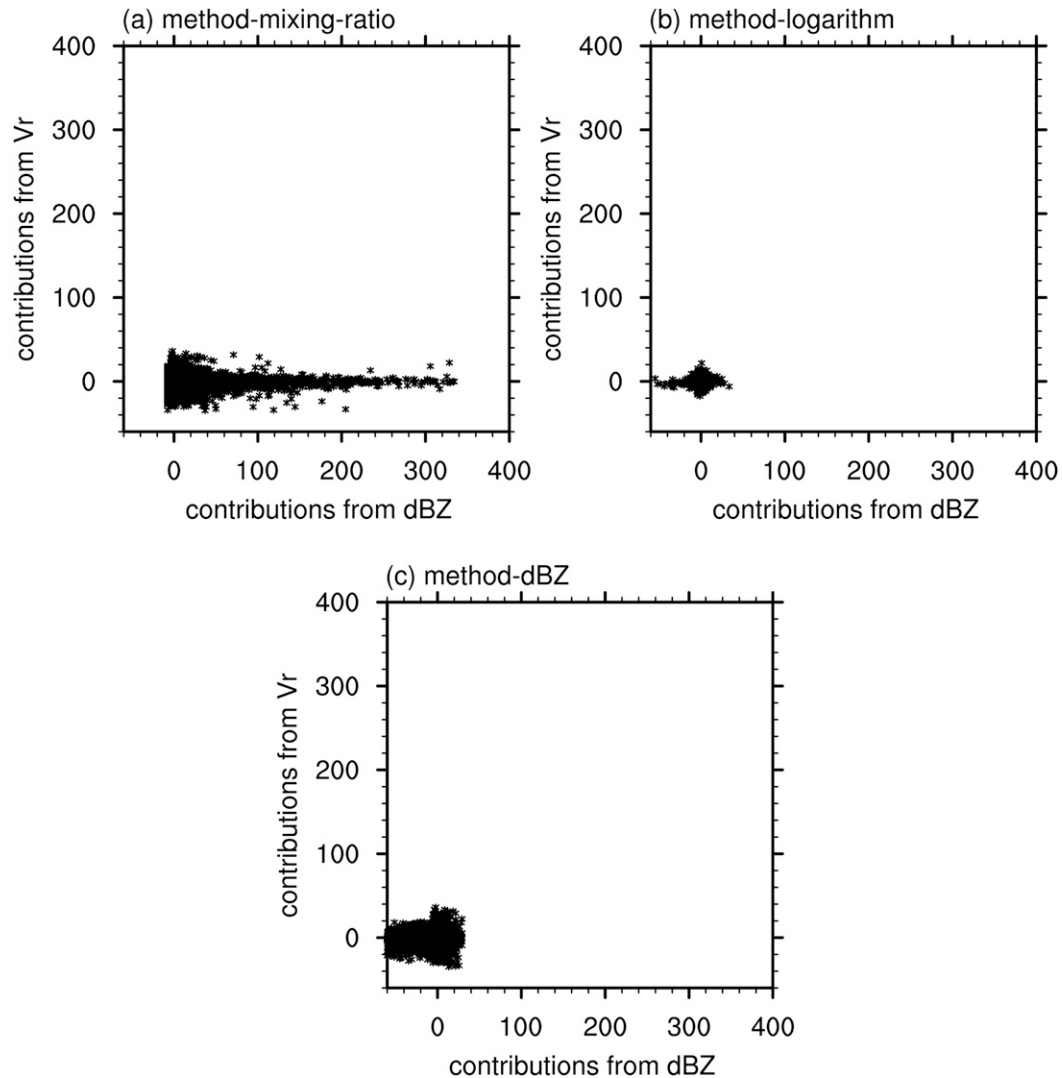 (a) method-mixing-ratio
400
300
200
100
0
contributions from Vr
0 100 200 300 400
contributions from dBZ
(b) method-logarithm
400
300
200
100
0
contributions from Vr
0 100 200 300 400
contributions from dBZ
(c) method-dBZ
400
300
200
100
0
contributions from Vr
0 100 200 300 400
contributions from dBZ